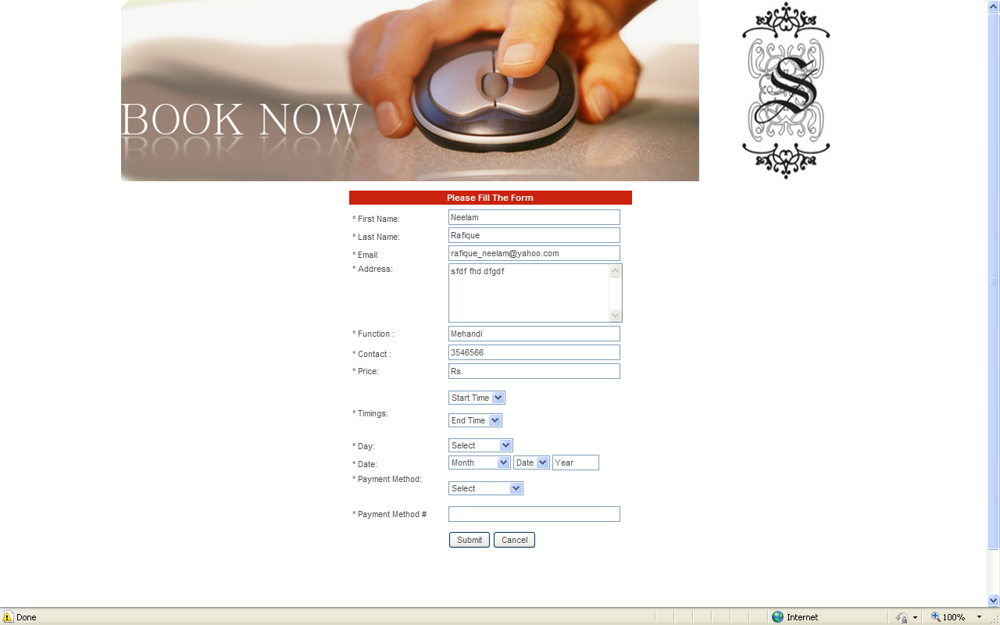 BOOK NOW
S
Please Fill The Form
* First Name: Neelam
* Last Name: Rafique
* Email: rafique_neelam@yahoo.com
* Address: sfdf fhd dfgdf
* Function : Mehandi
* Contact : 3546566
* Price: Rs.
Start Time
* Timings:
End Time
* Day: Select
* Date: Month Date Year
* Payment Method:
Select
* Payment Method #
Submit Cancel
Done Internet 100%